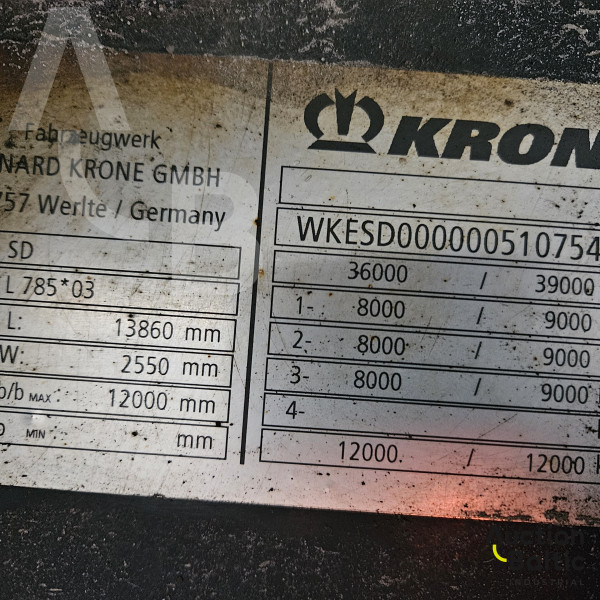 Fahrzeugwerk
NARD KRONE GMBH
757 Werlte / Germany
SD
L 785*03
L: 13860 mm
W: 2550 mm
b/b MAX: 12000 mm
MIN mm
KRON
WKESD000000510754
36000 / 39000
1- 8000 / 9000
2- 8000 / 9000
3- 8000 / 9000
4-
12000. / 12000 k
INDUSTRIAL